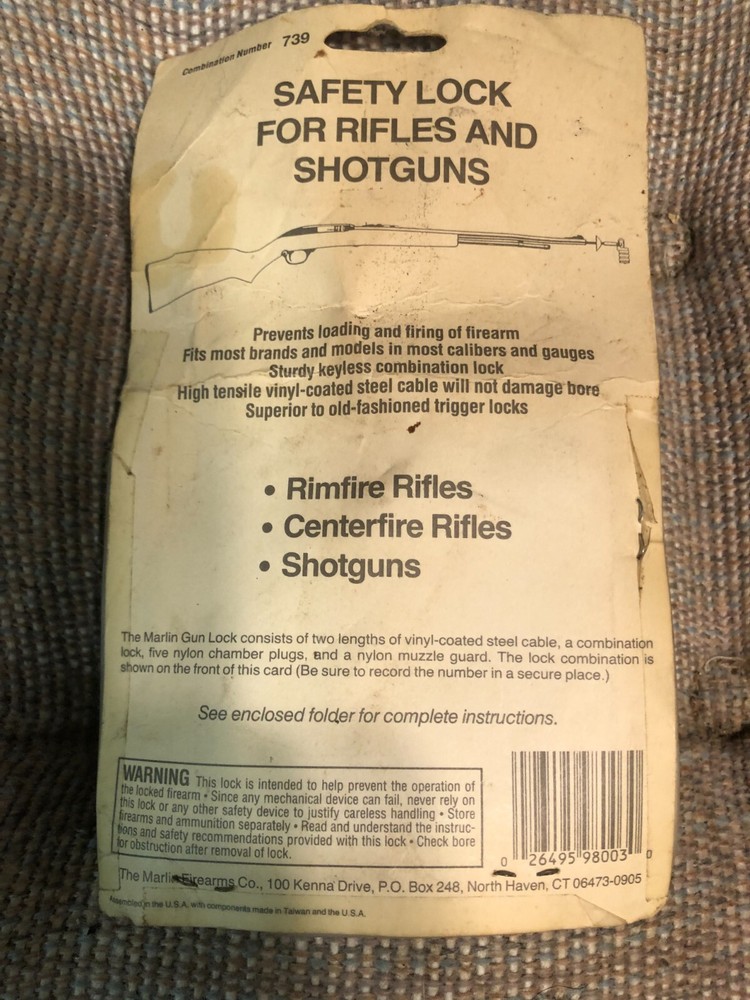 Combination Number 739
SAFETY LOCK
FOR RIFLES AND
SHOTGUNS
Prevents loading and firing of firearm
Fits most brands and models in most calibers and gauges
Sturdy keyless combination lock
High tensile vinyl-coated steel cable will not damage bore
Superior to old-fashioned trigger locks
• Rimfire Rifles
• Centerfire Rifles
• Shotguns
The Marlin Gun Lock consists of two lengths of vinyl-coated steel cable, a combination
lock, five nylon chamber plugs, and a nylon muzzle guard. The lock combination is
shown on the front of this card (Be sure to record the number in a secure place.)
See enclosed folder for complete instructions.
WARNING This lock is intended to help prevent the operation of
the locked firearm • Since any mechanical device can fail, never rely on
this lock or any other safety device to justify careless handling • Store
firearms and ammunition separately • Read and understand the instruc-
tions and safety recommendations provided with this lock • Check bore
for obstruction after removal of lock.
0 26495 98003 0
The Marlin Firearms Co., 100 Kenna Drive, P.O. Box 248, North Haven, CT 06473-0905
Assembled in the U.S.A. with components made in Taiwan and the U.S.A.